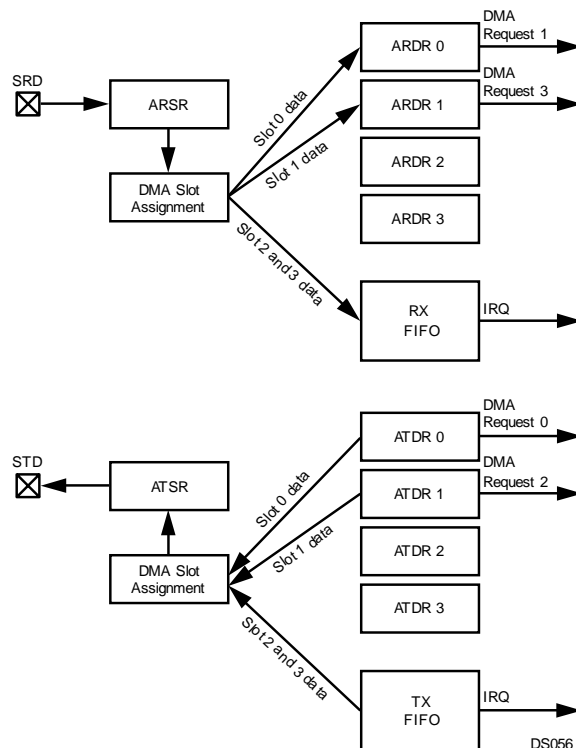 SRD
ARSR
DMA Slot
Assignment
Slot 0 data
Slot 1 data
Slot 2 and 3 data
ARDR 0
DMA
Request 1
ARDR 1
DMA
Request 3
ARDR 2
ARDR 3
RX
FIFO
IRQ
STD
ATSR
DMA Slot
Assignment
Slot 0 data
Slot 1 data
Slot 2 and 3 data
ATDR 0
DMA
Request 0
ATDR 1
DMA
Request 2
ATDR 2
ATDR 3
TX
FIFO
IRQ
DS056